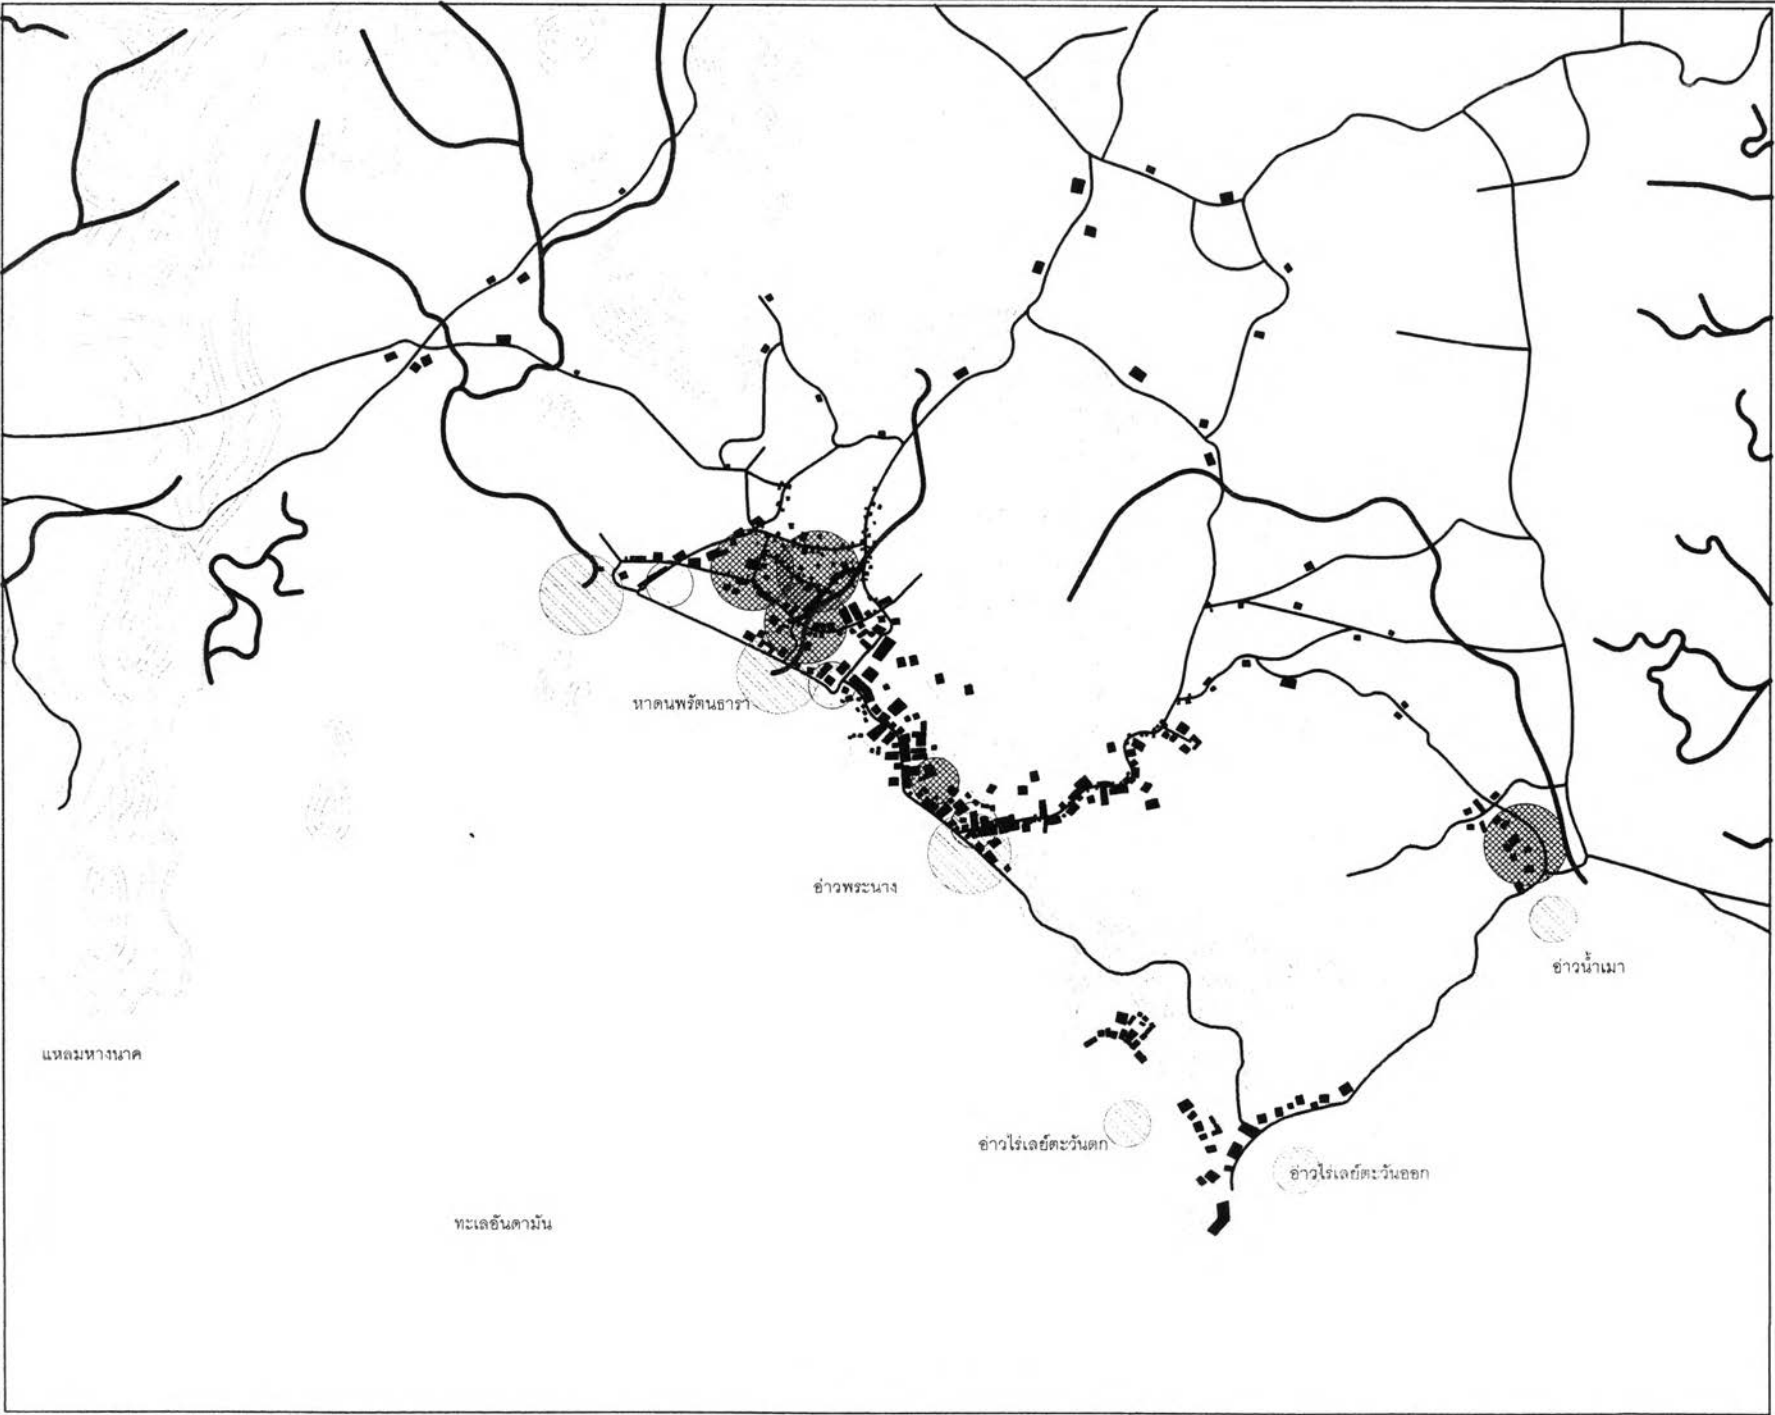 หาดนพรัตนธารา
อ่าวพระนาง
อ่าวน้ำเมา
แหลมหางนาค
อ่าวไร่เลย์ตะวันตก
อ่าวไร่เลย์ตะวันออก
ทะเลอันดามัน